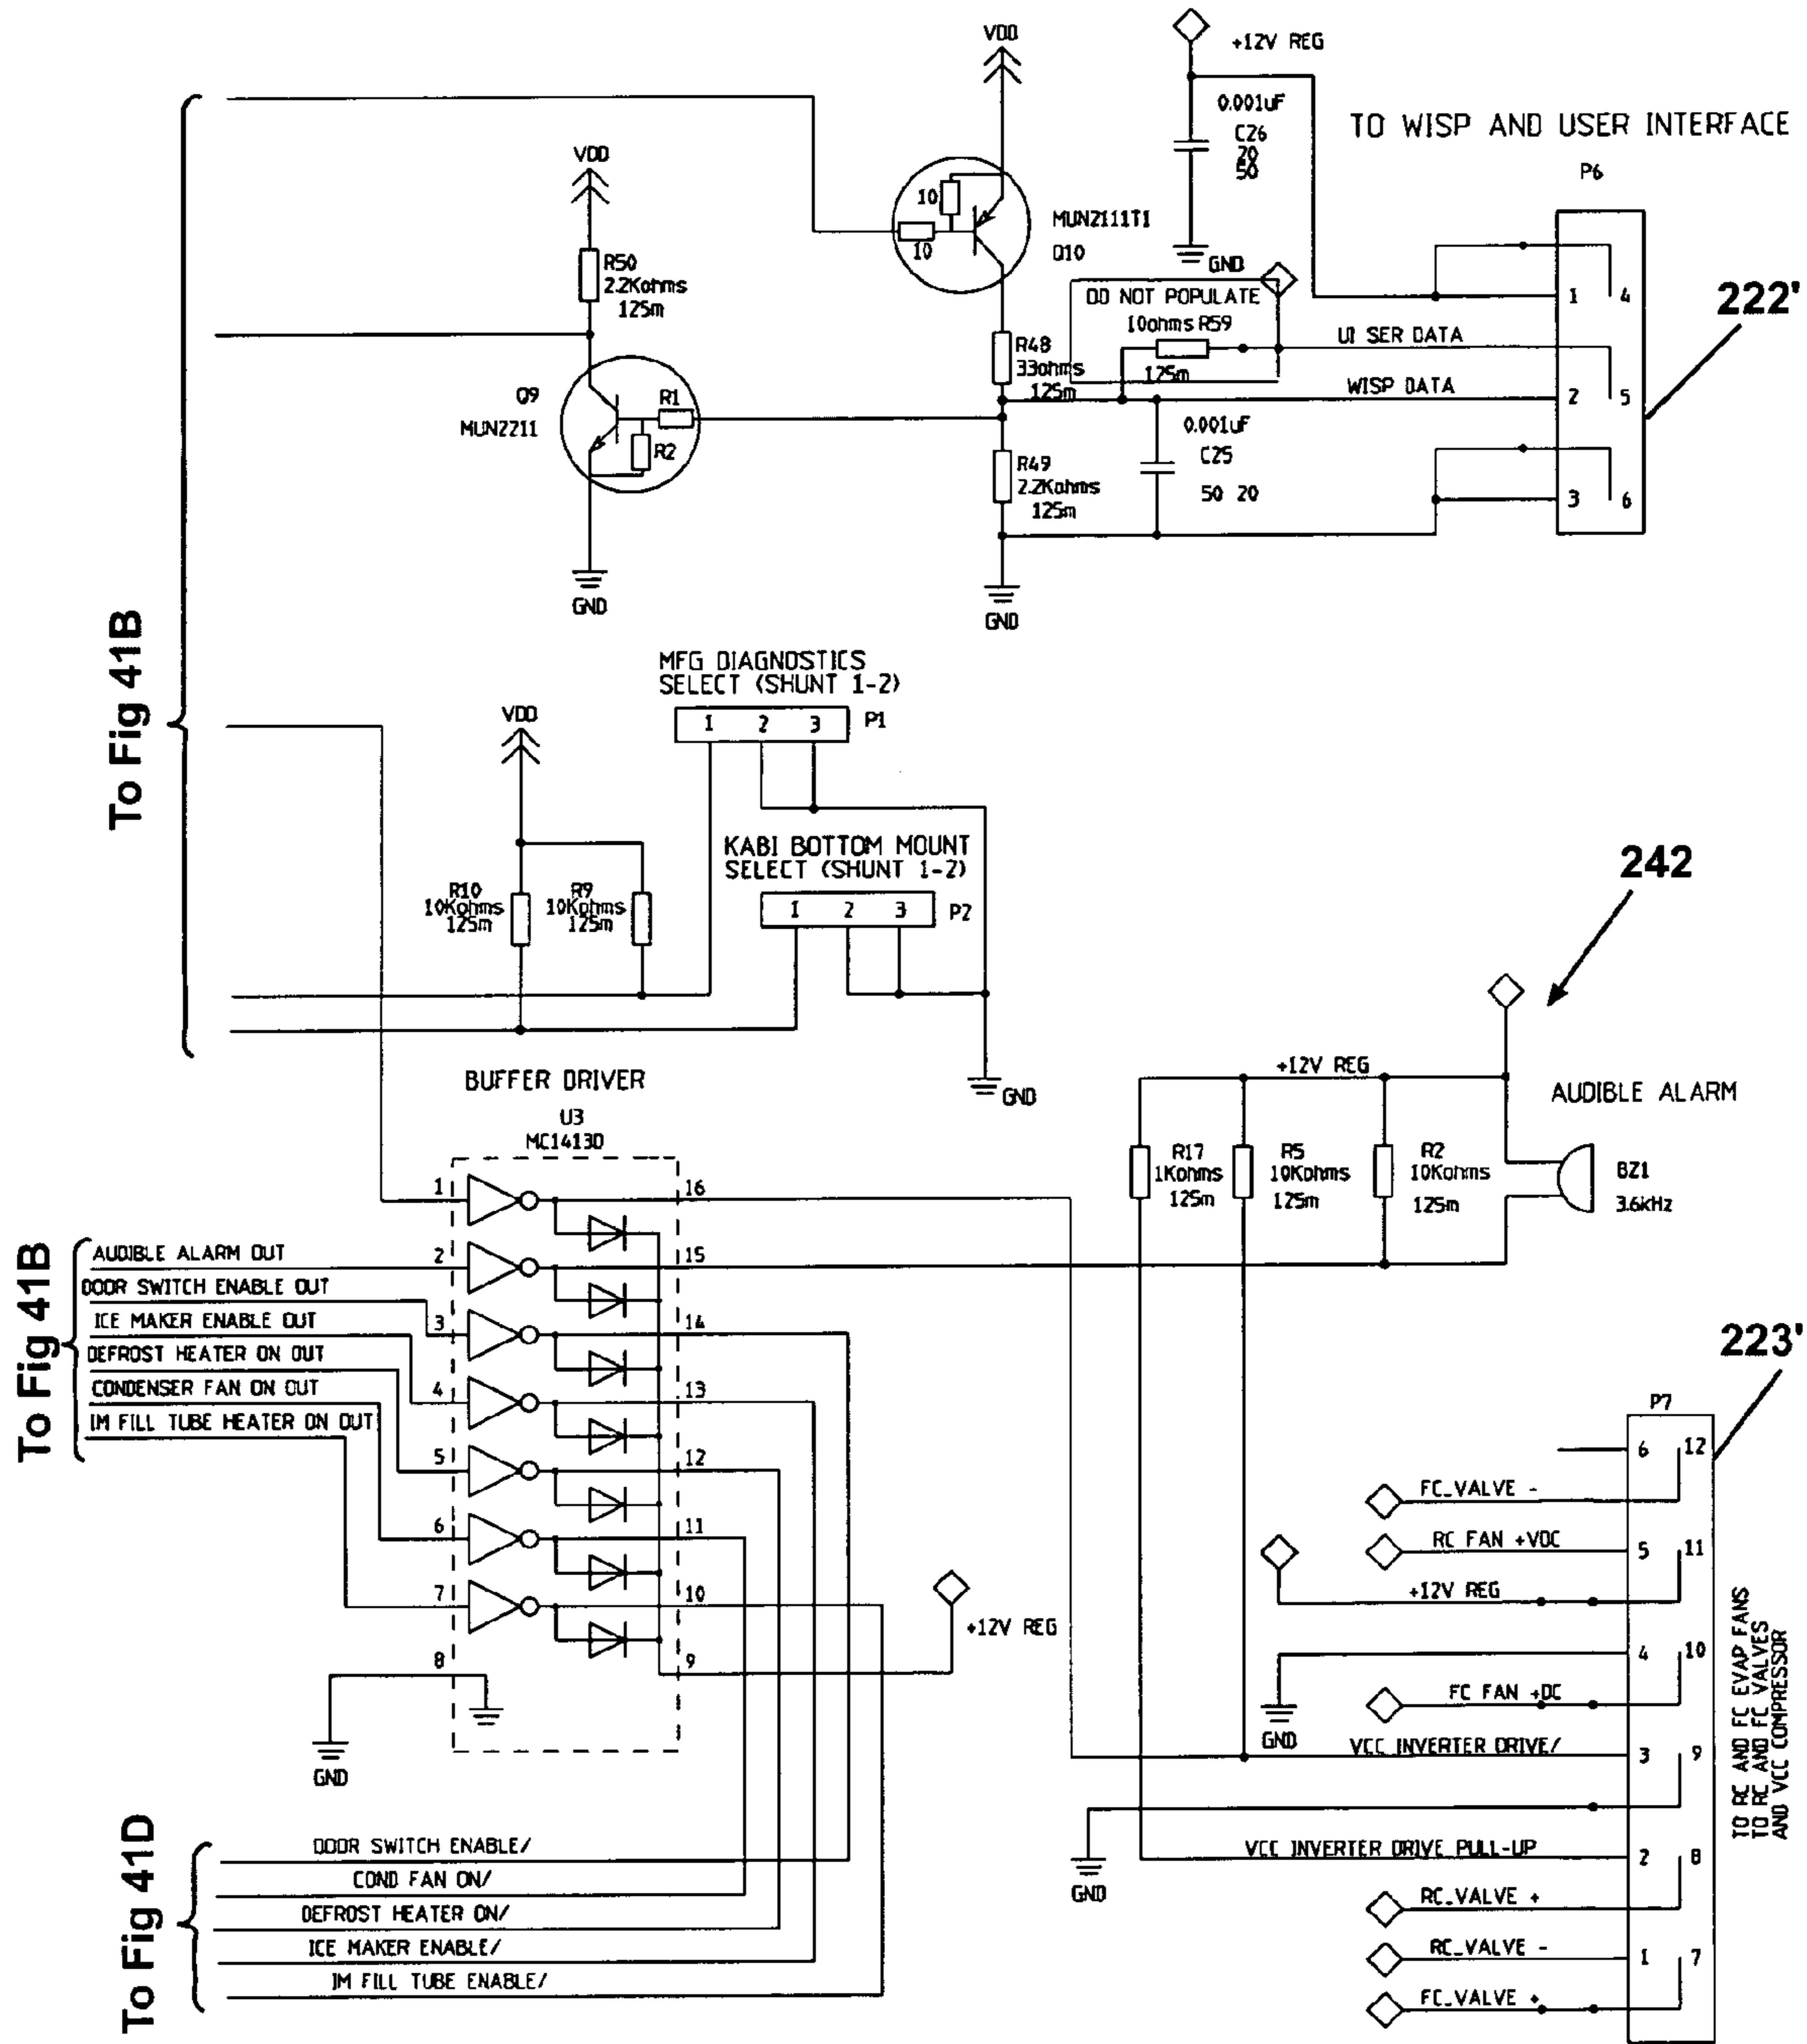 VDD
+12V REG
0.001uF
C26
20
50
TO WISP AND USER INTERFACE
P6
VDD
10
10
MUN2111T1
Q10
GND
R50
2.2Kohms
125m
DO NOT POPULATE
10ohms R59
125m
1 4
222'
UI SER DATA
R48
33ohms
125m
WISP DATA
2 5
Q9
MUN2211
R1
R2
0.001uF
C25
50 20
R49
2.2Kohms
125m
3 6
GND
GND
To Fig 41B
MFG DIAGNOSTICS
SELECT (SHUNT 1-2)
VDD
1 2 3
P1
KABI BOTTOM MOUNT
SELECT (SHUNT 1-2)
R10
10Kohms
125m
R9
10Kohms
125m
1 2 3
P2
242
GND
BUFFER DRIVER
U3
MC1413D
+12V REG
AUDIBLE ALARM
R17
1Kohms
125m
R5
10Kohms
125m
R2
10Kohms
125m
BZ1
3.6kHz
1 16
To Fig 41B
AUDIBLE ALARM OUT
2 15
DOOR SWITCH ENABLE OUT
3 14
ICE MAKER ENABLE OUT
DEFROST HEATER ON OUT
4 13
CONDENSER FAN ON OUT
IM FILL TUBE HEATER ON OUT
5 12
6 11
7 10
8 9
GND
+12V REG
223'
P7
6 12
FC_VALVE -
RC FAN +VDC
5 11
+12V REG
4 10
FC FAN +DC
GND
VCC INVERTER DRIVE/
3 9
VCC INVERTER DRIVE PULL-UP
2 8
GND
RC_VALVE +
RC_VALVE -
1 7
FC_VALVE +
TO RC AND FC EVAP FANS
TO RC AND FC VALVES
AND VCC COMPRESSOR
To Fig 41D
DOOR SWITCH ENABLE/
COND FAN ON/
DEFROST HEATER ON/
ICE MAKER ENABLE/
IM FILL TUBE ENABLE/